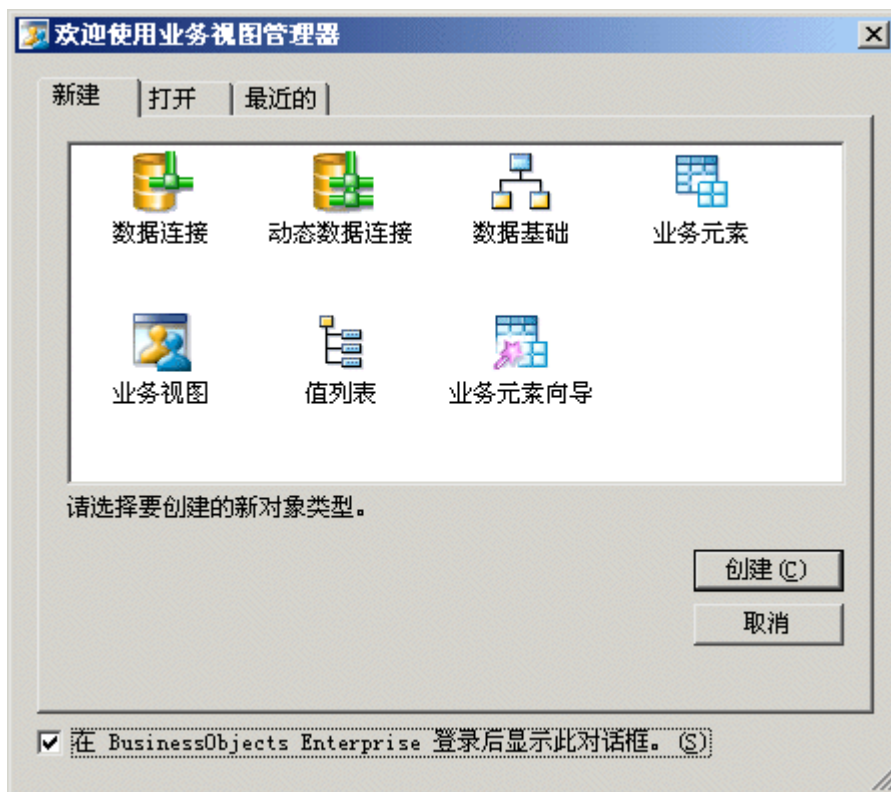 欢迎使用业务视图管理器
新建 打开 最近的
数据连接 动态数据连接 数据基础 业务元素
业务视图 值列表 业务元素向导
请选择要创建的新对象类型。
创建(C)
取消
在 BusinessObjects Enterprise 登录后显示此对话框。(S)